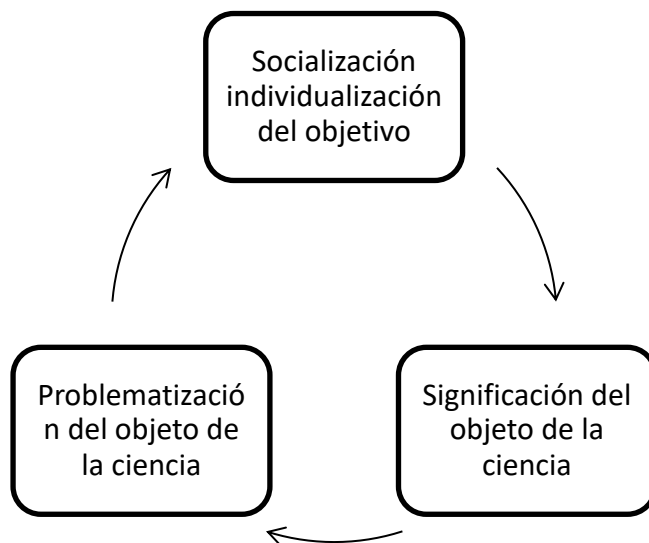 Socialización
individualización
del objetivo
Problematizació
n del objeto de
la ciencia
Significación del
objeto de la
ciencia